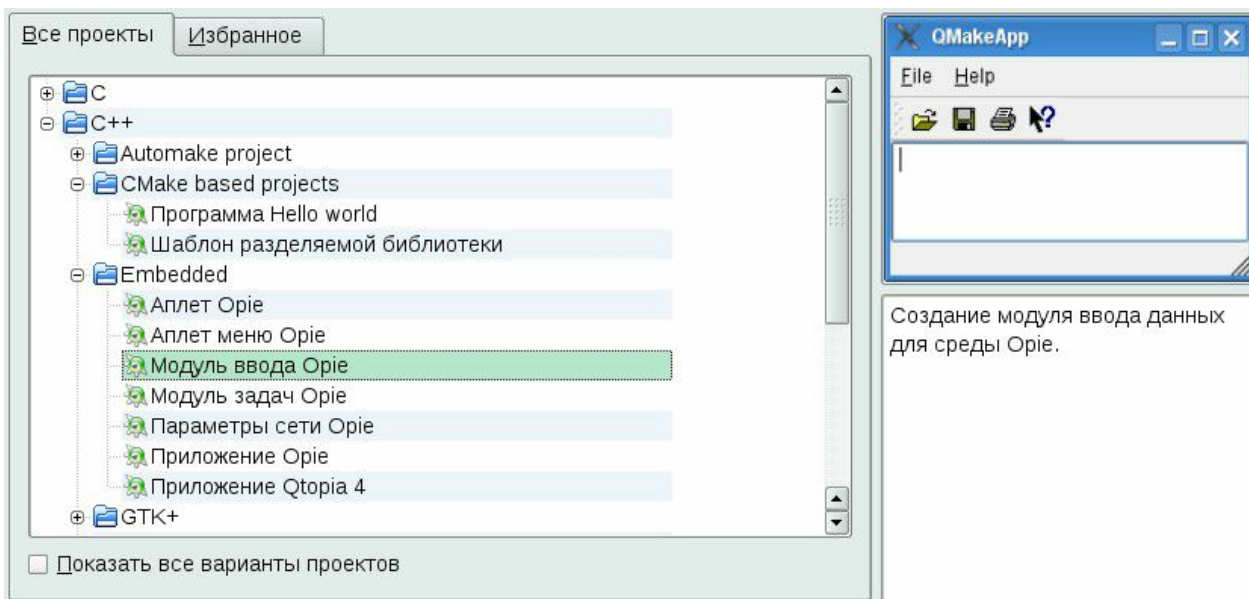 Все проекты
Избранное
C
C++
Automake project
CMake based projects
Программа Hello world
Шаблон разделяемой библиотеки
Embedded
Аплет Opie
Аплет меню Opie
Модуль ввода Opie
Модуль задач Opie
Параметры сети Opie
Приложение Opie
Приложение Qtopia 4
GTK+
Показать все варианты проектов
QMakeApp
File Help
Создание модуля ввода данных
для среды Opie.